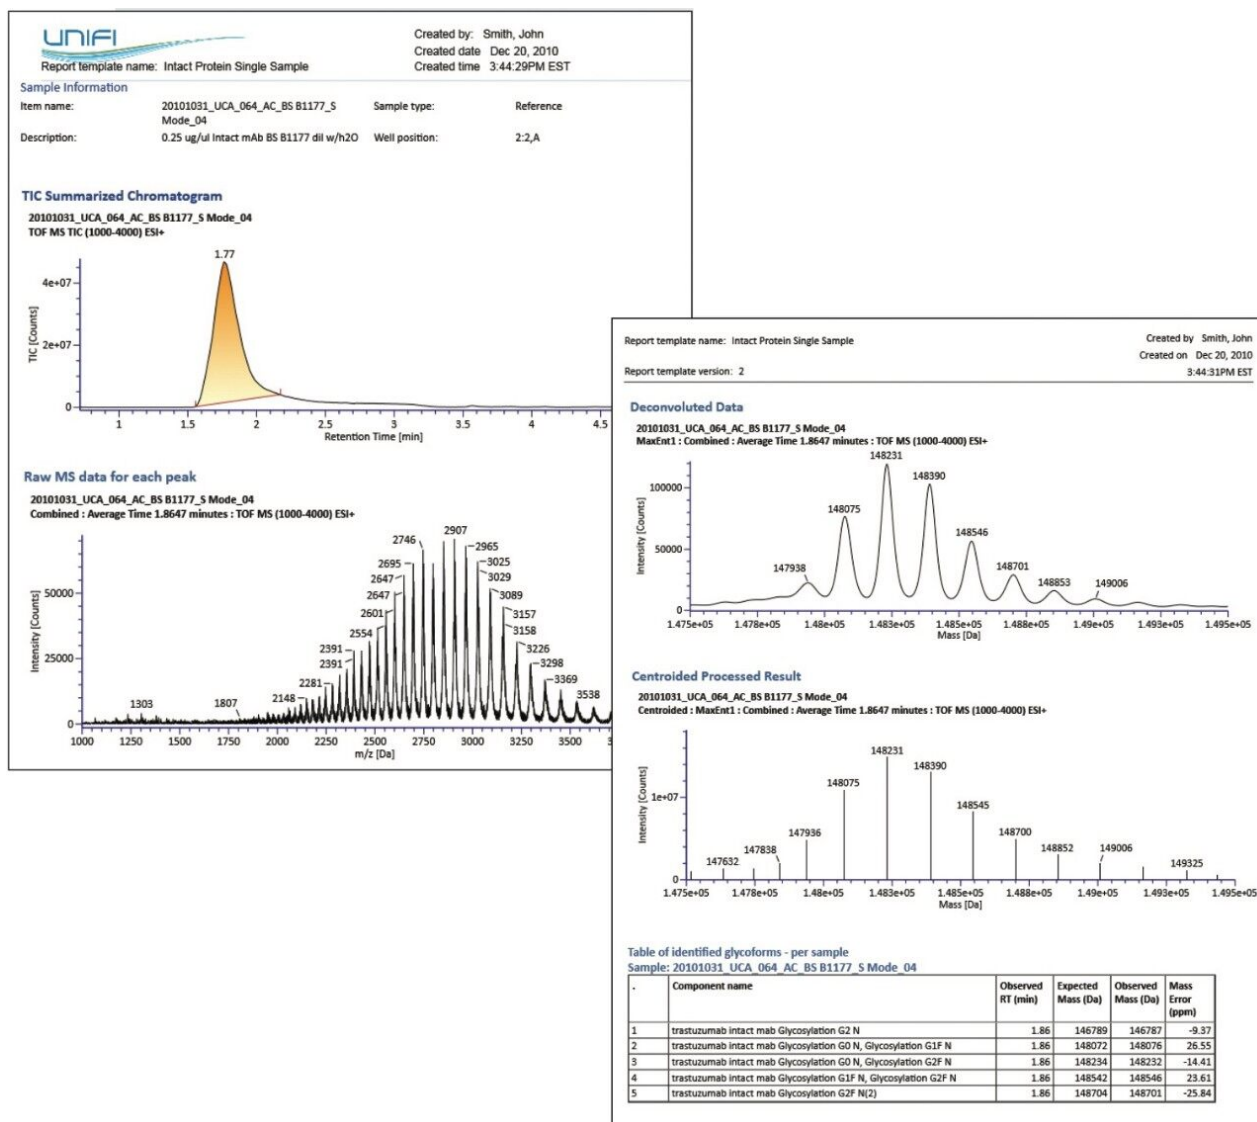 UNIFI
Created by: Smith, John
Created date Dec 20, 2010
Report template name: Intact Protein Single Sample
Created time 3:44:29PM EST
Sample Information
Item name: 20101031_UCA_064_AC_BS B1177_S Sample type: Reference
Mode_04
Description: 0.25 ug/ul Intact mAb BS B1177 dil w/h2O Well position: 2:2,A
TIC Summarized Chromatogram
20101031_UCA_064_AC_BS B1177_S Mode_04
TOF MS TIC (1000-4000) ESI+
1.77
4e+07
2e+07
0
TIC [Counts]
1 1.5 2 2.5 3 3.5 4 4.5
Retention Time [min]
Raw MS data for each peak
20101031_UCA_064_AC_BS B1177_S Mode_04
Combined : Average Time 1.8647 minutes : TOF MS (1000-4000) ESI+
2907
2746
2965
2695
3025
2647
3029
2647
3089
2601
3157
2554
3158
2391
3226
2391
3298
2281
3369
2148
3538
1807
1303
50000
25000
0
Intensity [Counts]
1000 1250 1500 1750 2000 2250 2500 2750 3000 3250 3500
m/z [Da]
Report template name: Intact Protein Single Sample
Created by Smith, John
Created on Dec 20, 2010
Report template version: 2
3:44:31PM EST
Deconvoluted Data
20101031_UCA_064_AC_BS B1177_S Mode_04
MaxEnt1 : Combined : Average Time 1.8647 minutes : TOF MS (1000-4000) ESI+
148231
148390
148075
148546
148701
147938
148853
149006
100000
50000
0
Intensity [Counts]
1.475e+05 1.478e+05 1.48e+05 1.483e+05 1.485e+05 1.488e+05 1.49e+05 1.493e+05 1.495e+05
Mass [Da]
Centroided Processed Result
20101031_UCA_064_AC_BS B1177_S Mode_04
Centroided : MaxEnt1 : Combined : Average Time 1.8647 minutes : TOF MS (1000-4000) ESI+
148231
148390
148075
148545
147936
148700
147838
148852
149006
147632
149325
1e+07
0
Intensity [Counts]
1.475e+05 1.478e+05 1.48e+05 1.483e+05 1.485e+05 1.488e+05 1.49e+05 1.493e+05 1.495e+05
Mass [Da]
Table of identified glycoforms - per sample
Sample: 20101031_UCA_064_AC_BS B1177_S Mode_04
. Component name Observed RT (min) Expected Mass (Da) Observed Mass (Da) Mass Error (ppm)
1 trastuzumab intact mab Glycosylation G2 N 1.86 146789 146787 -9.37
2 trastuzumab intact mab Glycosylation G0 N, Glycosylation G1F N 1.86 148072 148076 26.55
3 trastuzumab intact mab Glycosylation G0 N, Glycosylation G2F N 1.86 148234 148232 -14.41
4 trastuzumab intact mab Glycosylation G1F N, Glycosylation G2F N 1.86 148542 148546 23.61
5 trastuzumab intact mab Glycosylation G2F N(2) 1.86 148704 148701 -25.84